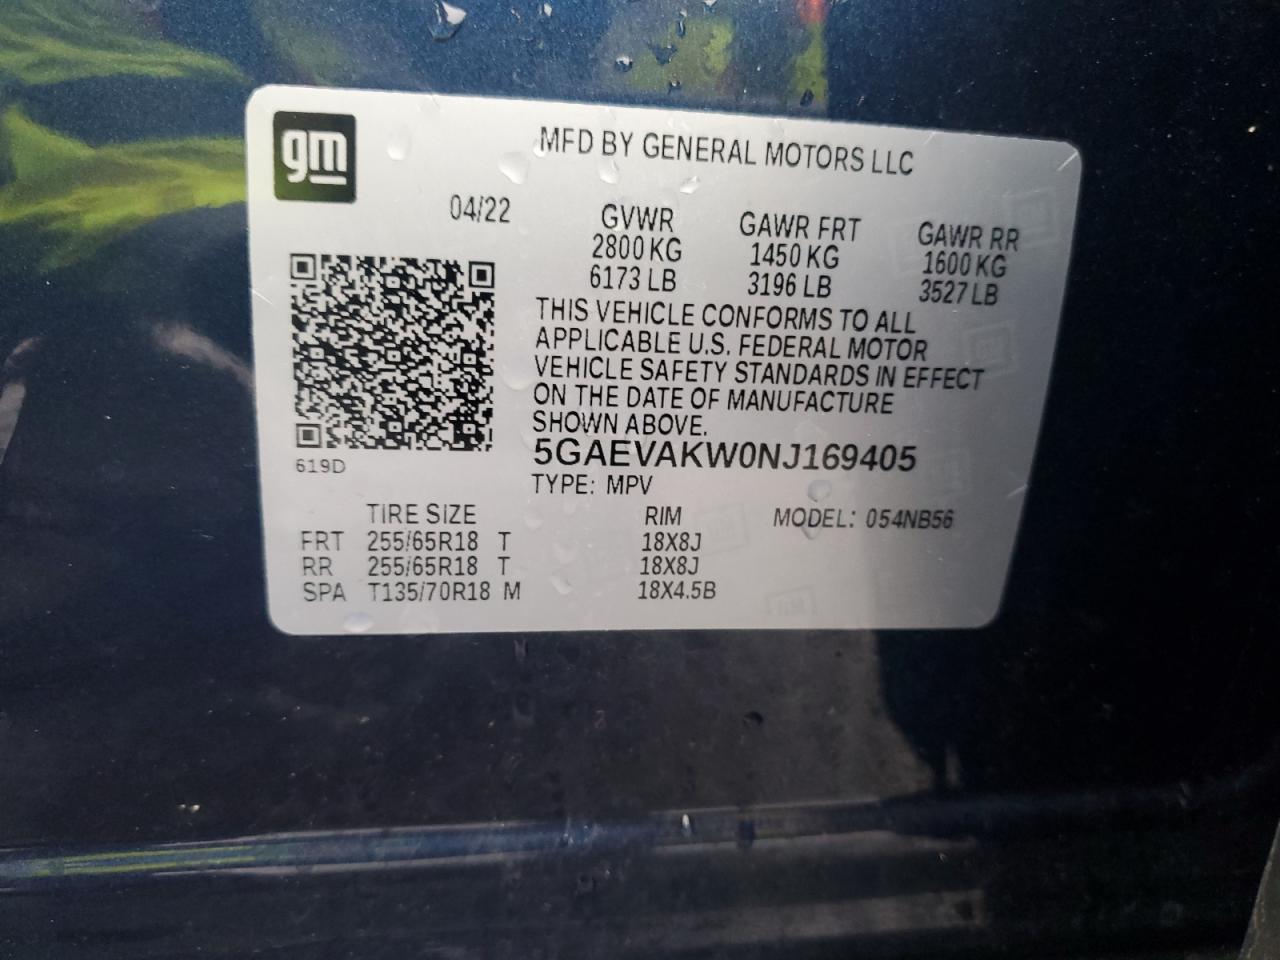 gm
MFD BY GENERAL MOTORS LLC
04/22
GVWR GAWR FRT GAWR RR
2800 KG 1450 KG 1600 KG
6173 LB 3196 LB 3527 LB
THIS VEHICLE CONFORMS TO ALL
APPLICABLE U.S. FEDERAL MOTOR
VEHICLE SAFETY STANDARDS IN EFFECT
ON THE DATE OF MANUFACTURE
SHOWN ABOVE.
619D
5GAEVAKW0NJ169405
TYPE: MPV
TIRE SIZE RIM MODEL: 054NB56
FRT 255/65R18 T 18X8J
RR 255/65R18 T 18X8J
SPA T135/70R18 M 18X4.5B